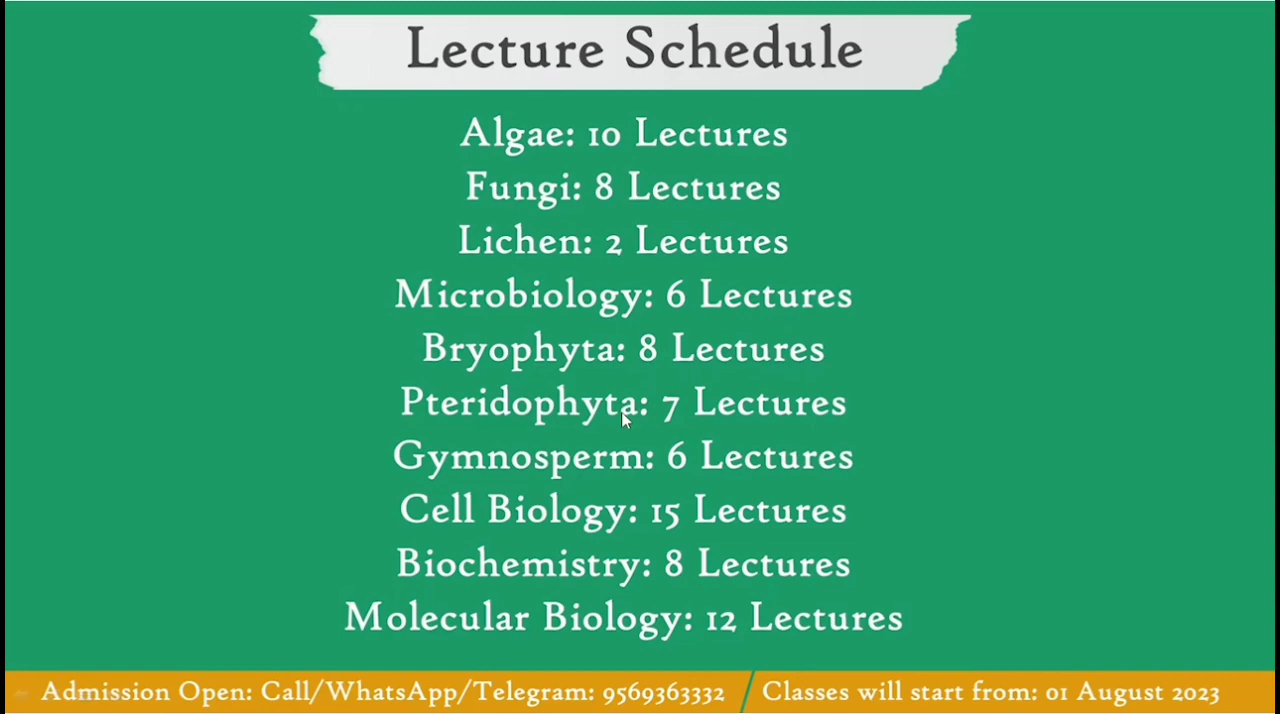 Lecture Schedule
Algae: 10 Lectures
Fungi: 8 Lectures
Lichen: 2 Lectures
Microbiology: 6 Lectures
Bryophyta: 8 Lectures
Pteridophyta: 7 Lectures
Gymnosperm: 6 Lectures
Cell Biology: 15 Lectures
Biochemistry: 8 Lectures
Molecular Biology: 12 Lectures
Admission Open: Call/WhatsApp/Telegram: 9569363332 / Classes will start from: 01 August 2023